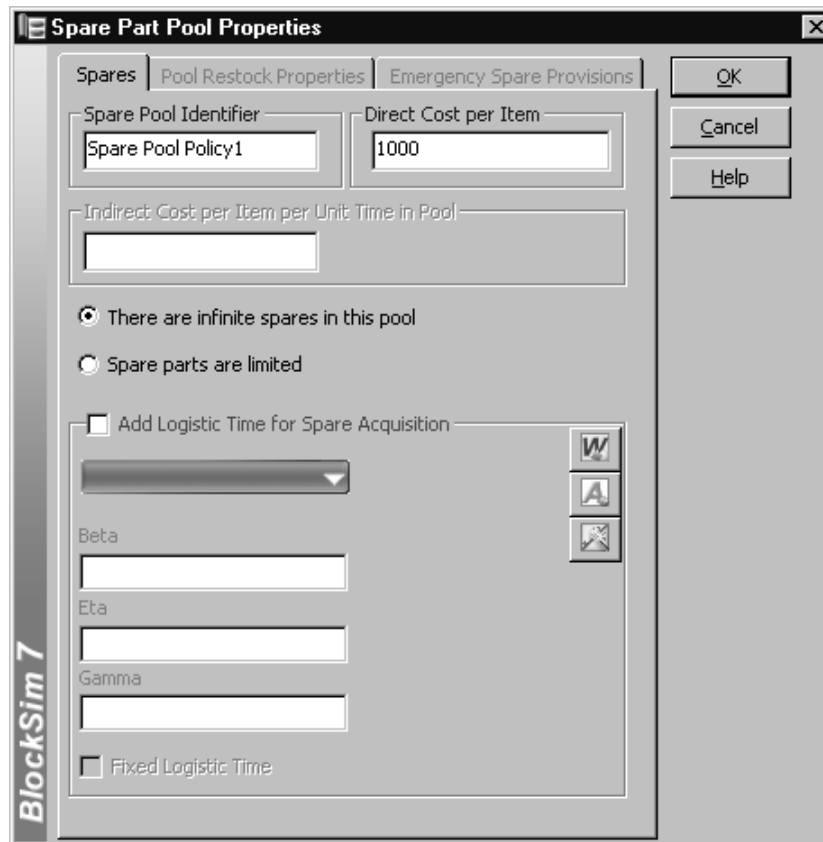 Spare Part Pool Properties
Spares Pool Restock Properties Emergency Spare Provisions
OK
Spare Pool Identifier Direct Cost per Item
Spare Pool Policy1 1000
Cancel
Help
Indirect Cost per Item per Unit Time in Pool
There are infinite spares in this pool
Spare parts are limited
Add Logistic Time for Spare Acquisition
W
A
Beta
Eta
Gamma
Fixed Logistic Time
BlockSim 7